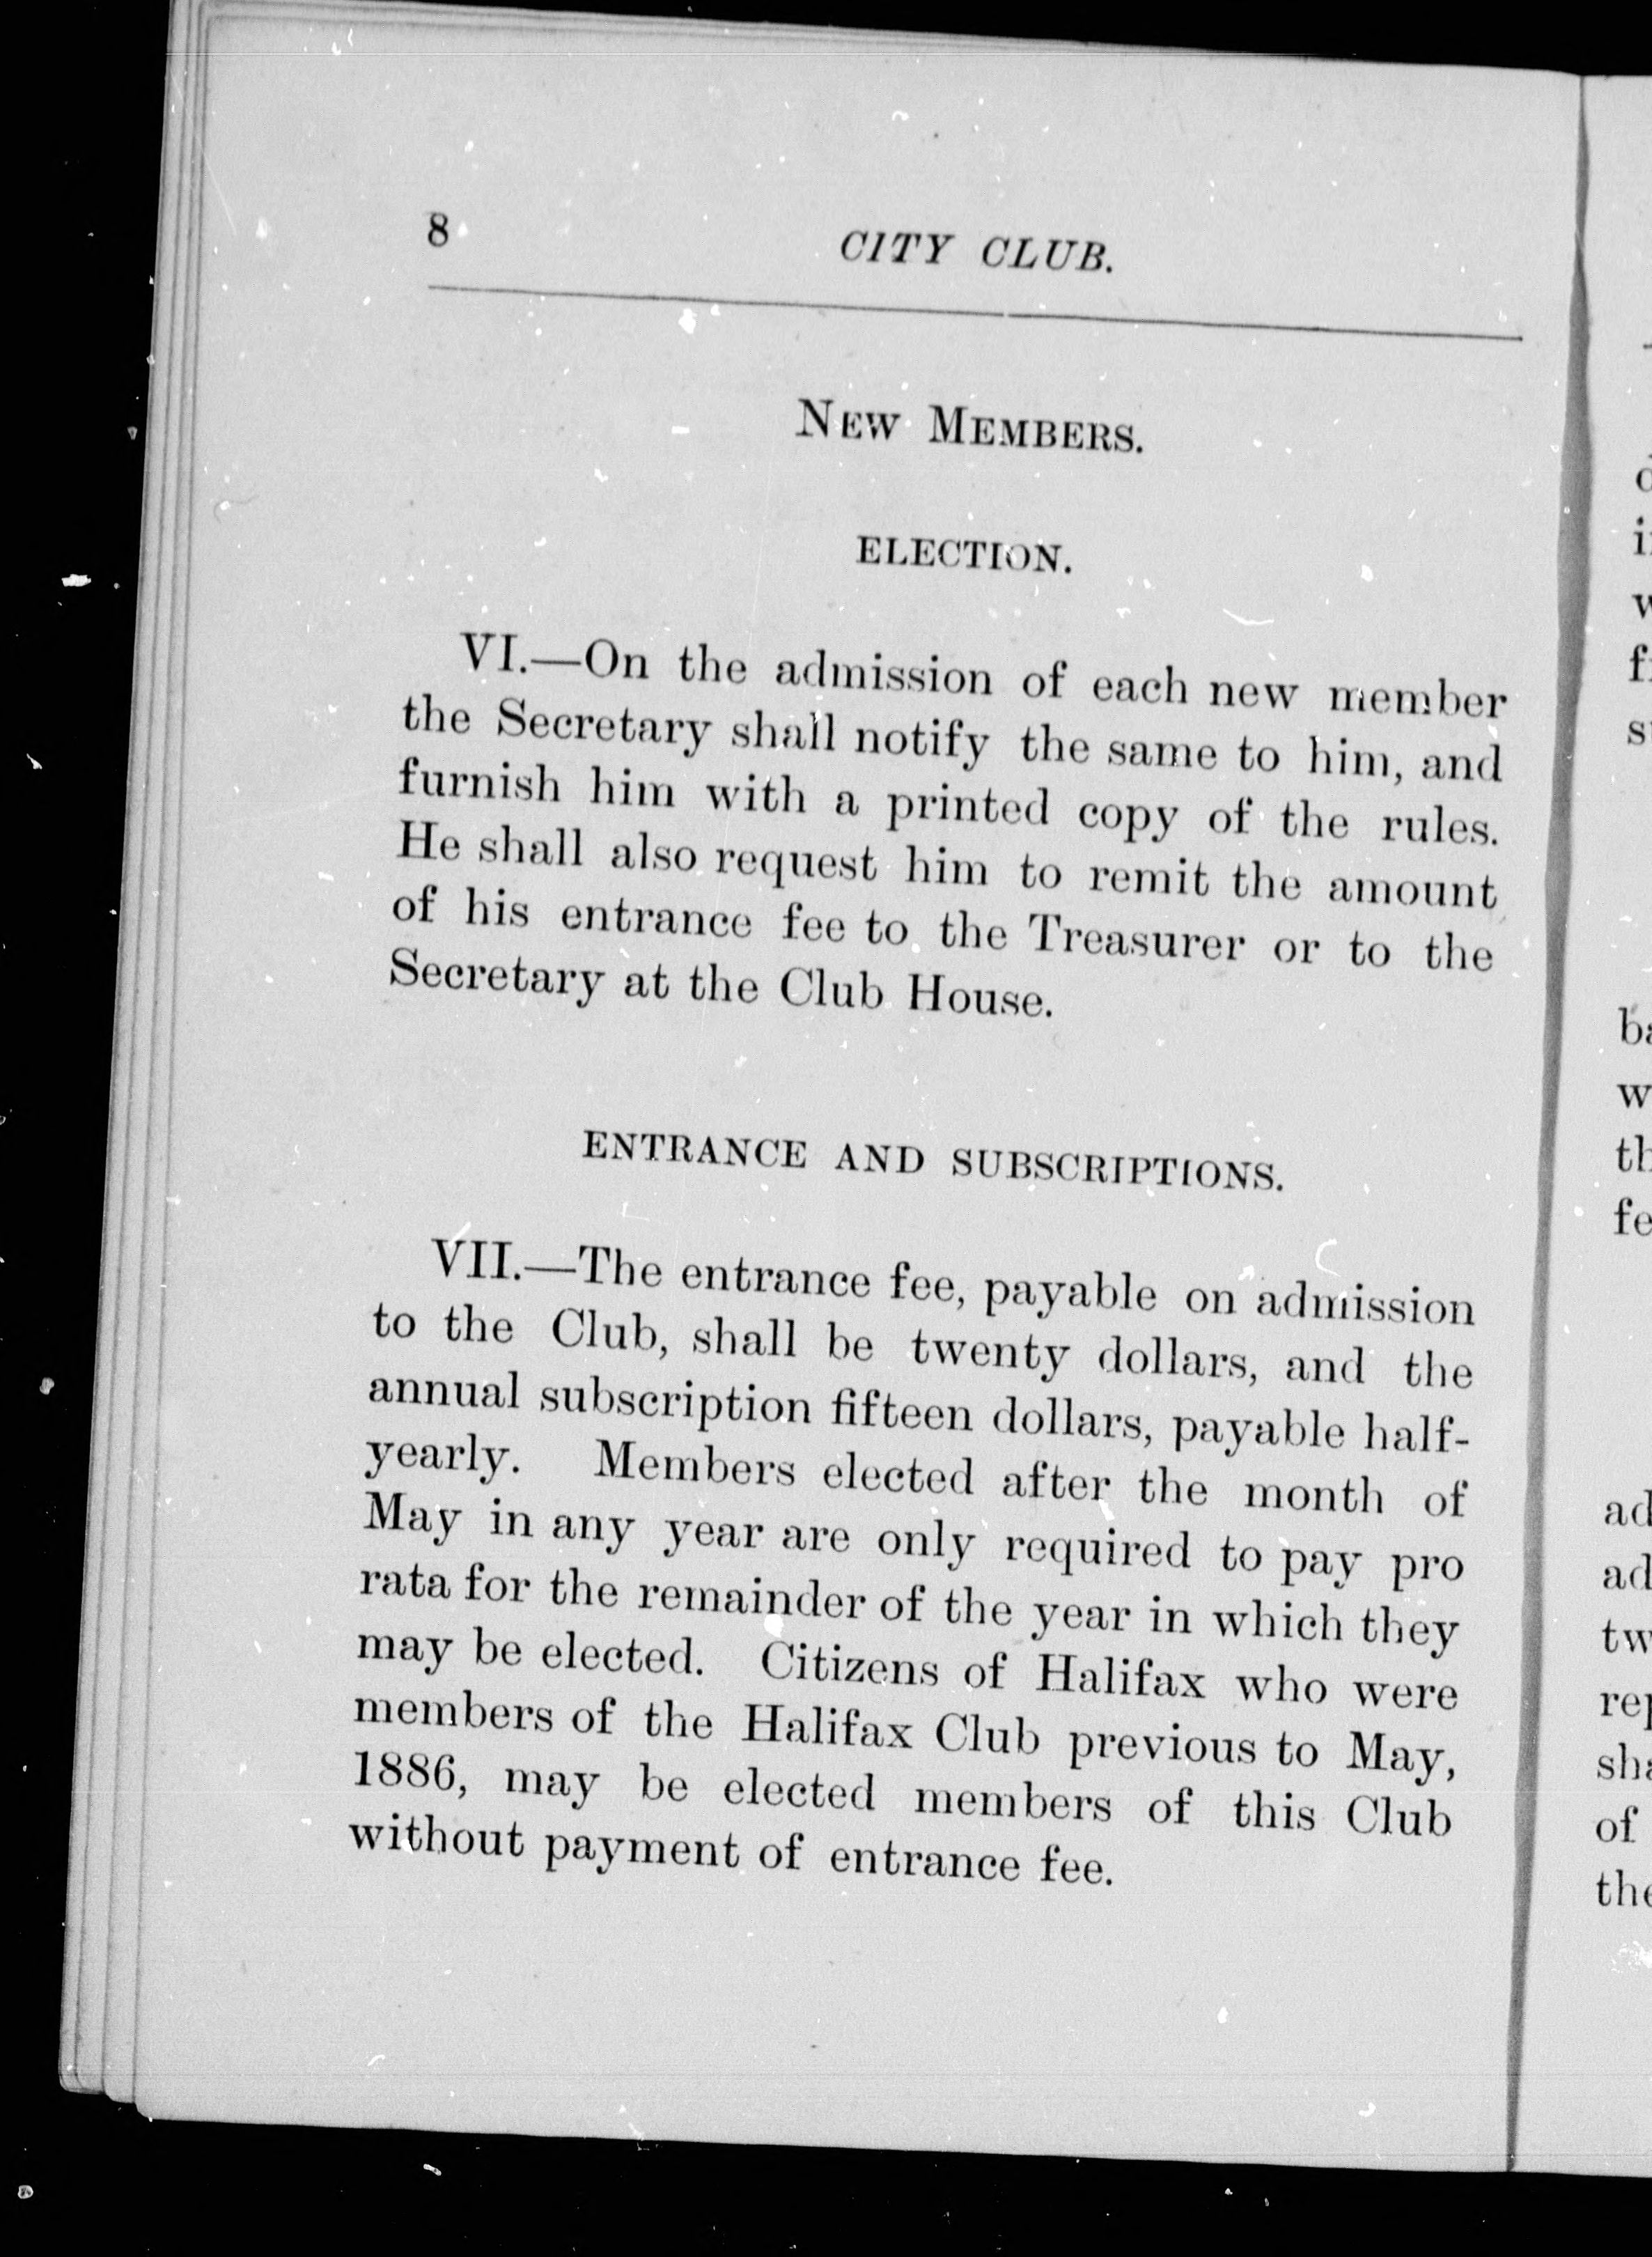 8
CITY CLUB.
NEW MEMBERS.
ELECTION.
VI.—On the admission of each new member
the Secretary shall notify the same to him, and
furnish him with a printed copy of the rules.
He shall also request him to remit the amount
of his entrance fee to the Treasurer or to the
Secretary at the Club House.
ENTRANCE AND SUBSCRIPTIONS.
VII.—The entrance fee, payable on admission
to the Club, shall be twenty dollars, and the
annual subscription fifteen dollars, payable half-
yearly. Members elected after the month of
May in any year are only required to pay pro
rata for the remainder of the year in which they
may be elected. Citizens of Halifax who were
members of the Halifax Club previous to May,
1886, may be elected members of this Club
without payment of entrance fee.